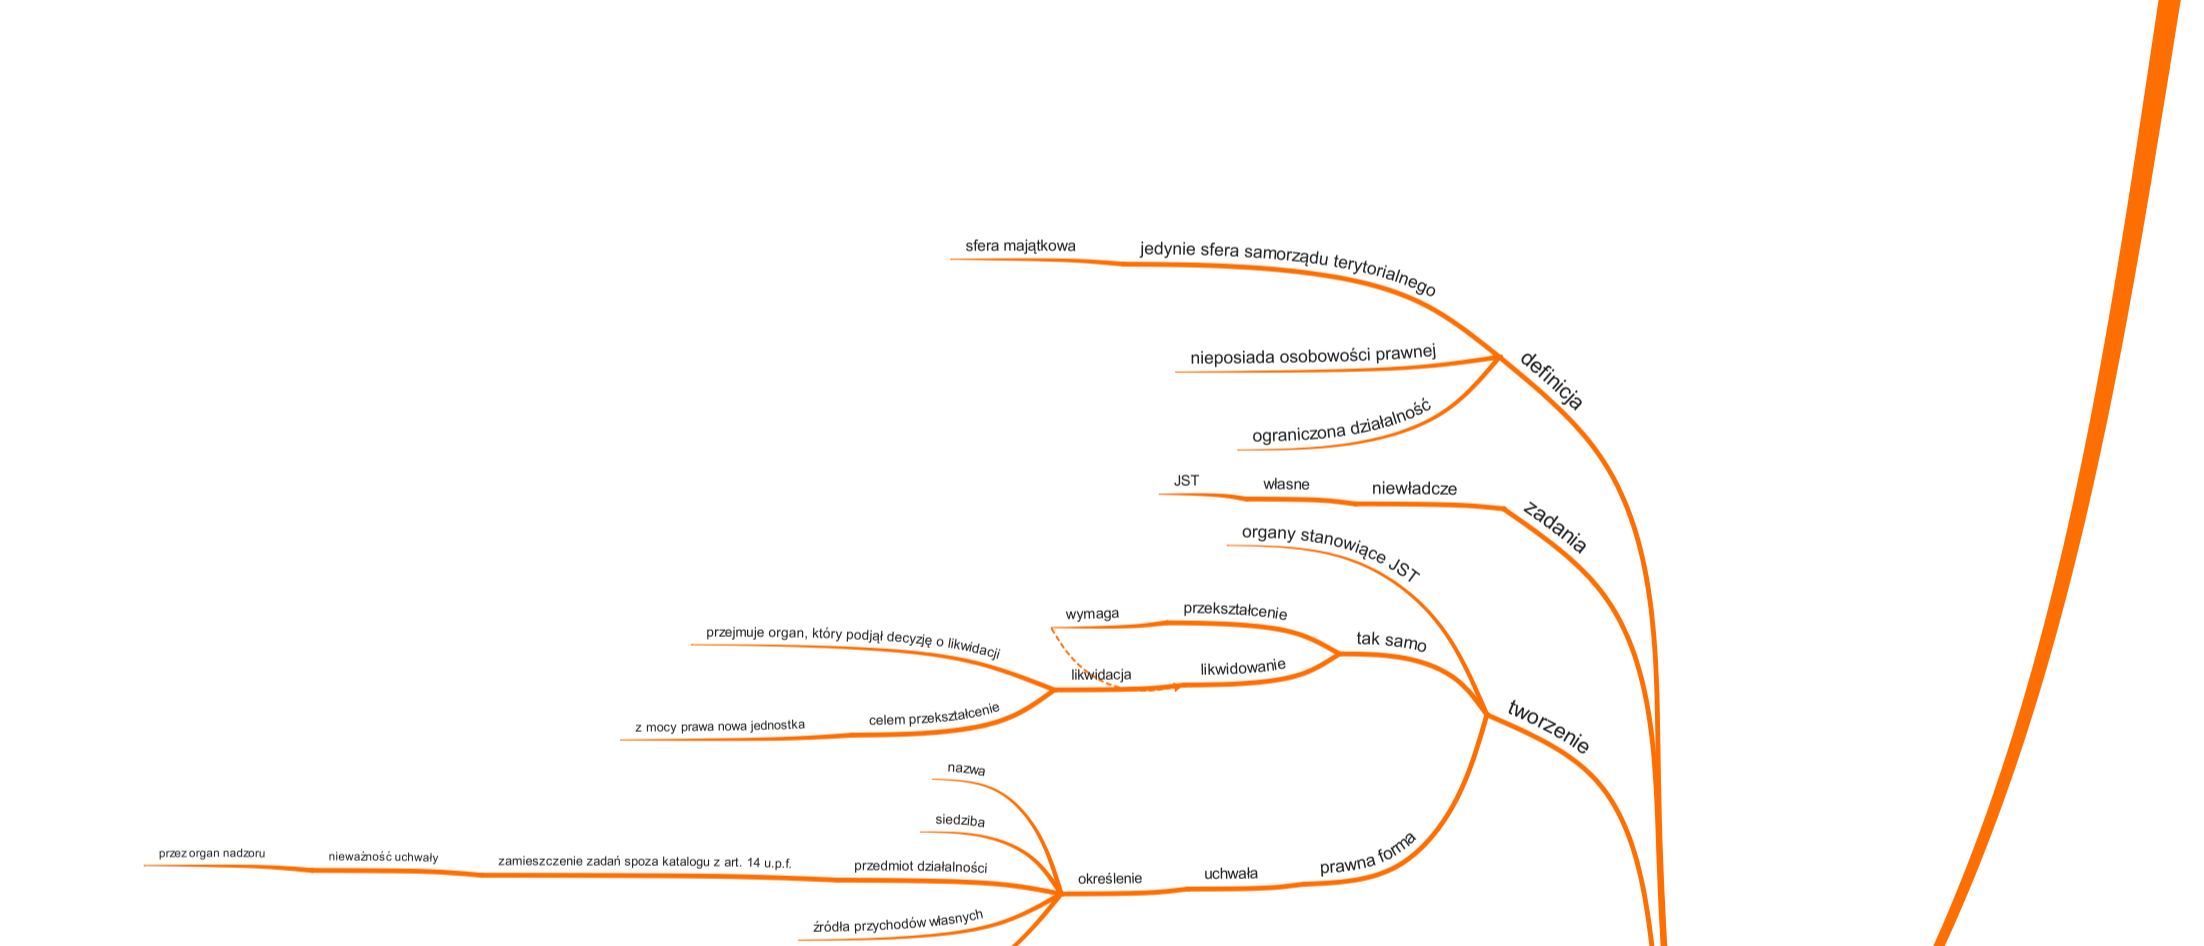 sfera majątkowa
jedynie sfera samorządu terytorialnego
nieposiada osobowości prawnej
definicja
ograniczona działalność
JST
własne
niewładcze
zadania
organy stanowiące JST
wymaga
przekształcenie
tak samo
przejmuje organ, który podjął decyzję o likwidacji
likwidacja
likwidowanie
z mocy prawa nowa jednostka
celem przekształcenie
tworzenie
nazwa
siedziba
przez organ nadzoru
nieważność uchwały
zamieszczenie zadań spoza katalogu z art. 14 u.p.f.
przedmiot działalności
określenie
uchwała
prawna forma
źródła przychodów własnych